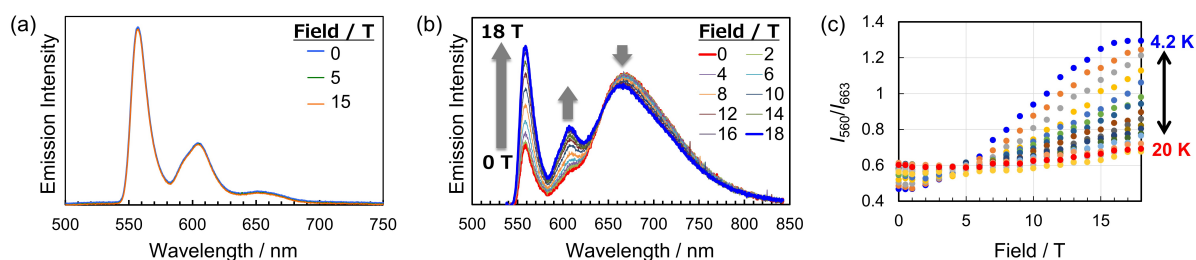 (a)
Emission Intensity
Field / T
0
5
15
500 550 600 650 700 750
Wavelength / nm
(b)
Emission Intensity
18 T
0 T
Field / T
0 2
4 6
8 10
12 14
16 18
500 550 600 650 700 750 800 850
Wavelength / nm
(c)
I560/I663
1.4
1.2
1.0
0.8
0.6
0.4
4.2 K
20 K
0 5 10 15
Field / T